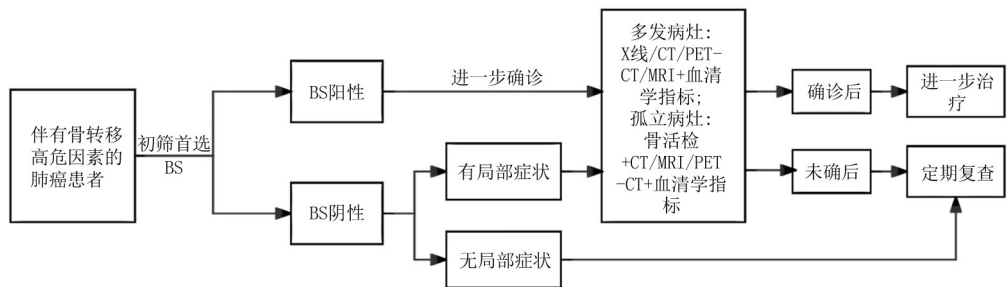 伴有骨转移
高危因素的
肺癌患者
初筛首选
BS
BS阳性
BS阴性
进一步确诊
有局部症状
无局部症状
多发病灶:
X线/CT/PET-
CT/MRI+血清
学指标;
孤立病灶:
骨活检
+CT/MRI/PET
-CT+血清学指
标
确诊后
进一步治
疗
未确后
定期复查